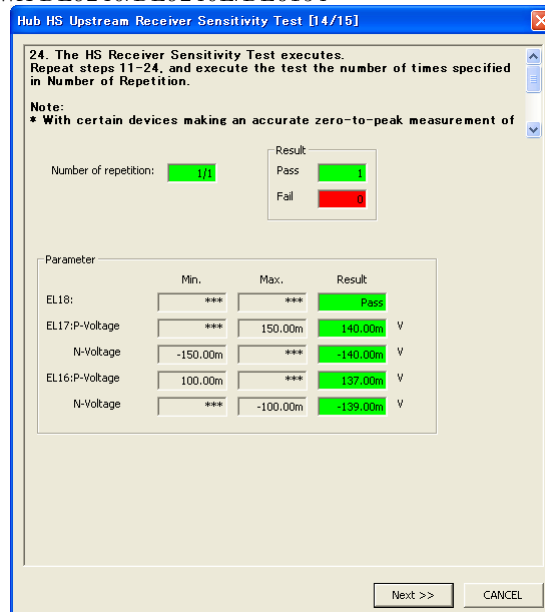 Hub HS Upstream Receiver Sensitivity Test [14/15]
24. The HS Receiver Sensitivity Test executes.
Repeat steps 11-24, and execute the test the number of times specified
in Number of Repetition.
Note:
* With certain devices making an accurate zero-to-peak measurement of
Result
Number of repetition: 1/1 Pass 1
Fail 0
Parameter
Min. Max. Result
EL18: *** *** Pass
EL17:P-Voltage *** 150.00m 140.00m V
N-Voltage -150.00m *** -140.00m V
EL16:P-Voltage 100.00m *** 137.00m V
N-Voltage *** -100.00m -139.00m V
Next >> CANCEL